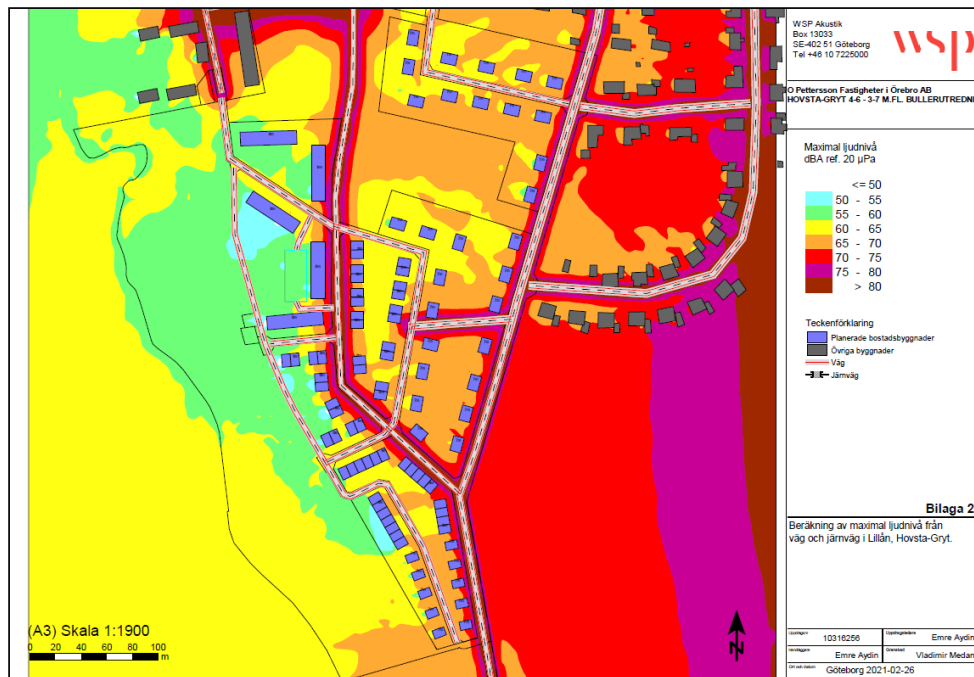 WSP Akustik
Box 13033
SE-402 51 Göteborg
Tel +46 10 7225000
wsp
O Pettersson Fastigheter i Örebro AB
HOVSTA-GRYT 4-6 - 3-7 M.FL. BULLERUTREDNI
Maximal ljudnivå
dBA ref. 20 µPa
<= 50
50 - 55
55 - 60
60 - 65
65 - 70
70 - 75
75 - 80
> 80
Teckenförklaring
Planerade bostadsbyggnader
Övriga byggnader
Väg
Järnväg
Bilaga 2
Beräkning av maximal ljudnivå från
väg och järnväg i Lillån, Hovsta-Gryt.
(A3) Skala 1:1900
0 20 40 60 80 100
m
N
10316256
Emre Aydin
Emre Aydin
Vladimir Medan
Göteborg 2021-02-26